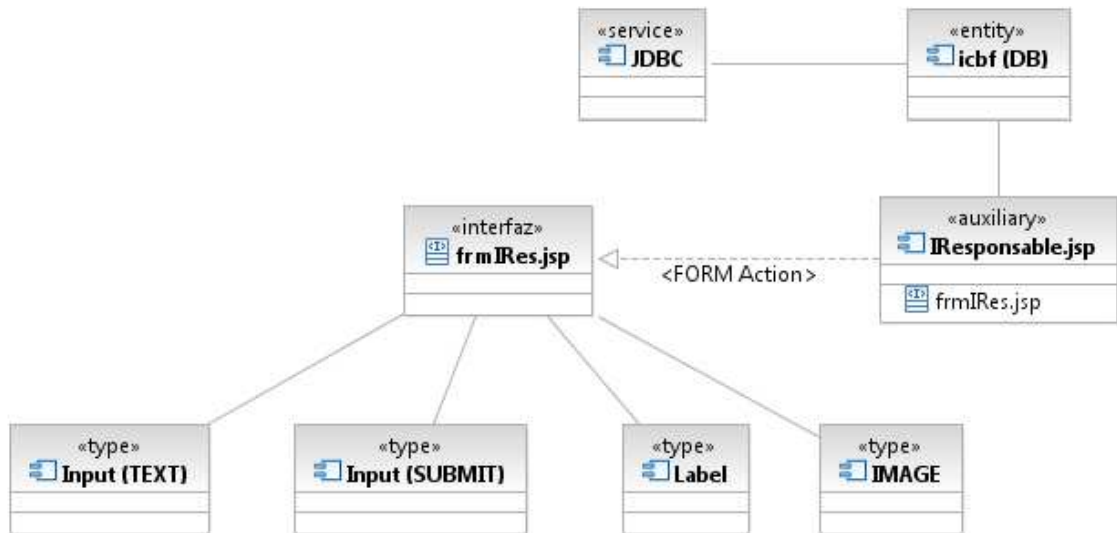 «service»
JDBC
«entity»
icbf (DB)
«interfaz»
frmIRes.jsp
<FORM Action>
«auxiliary»
IResponsable.jsp
frmIRes.jsp
«type»
Input (TEXT)
«type»
Input (SUBMIT)
«type»
Label
«type»
IMAGE